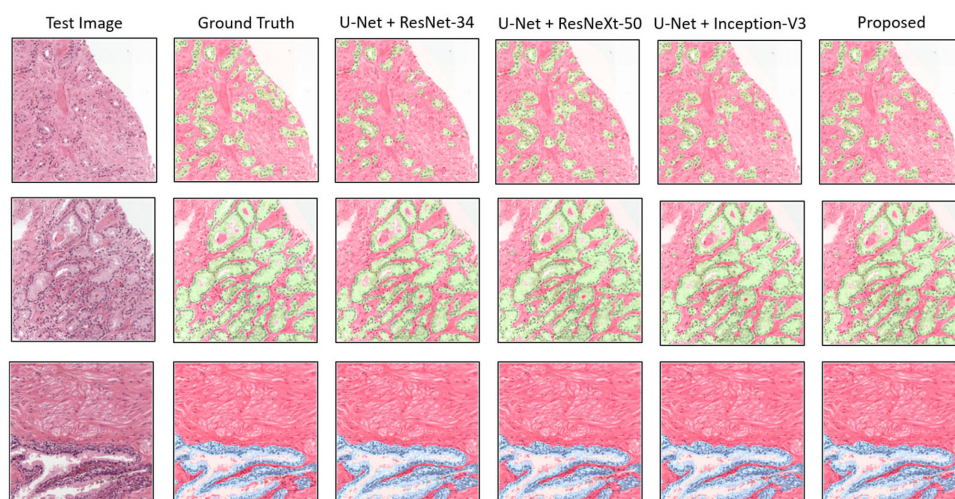 Test Image
Ground Truth
U-Net + ResNet-34
U-Net + ResNeXt-50
U-Net + Inception-V3
Proposed